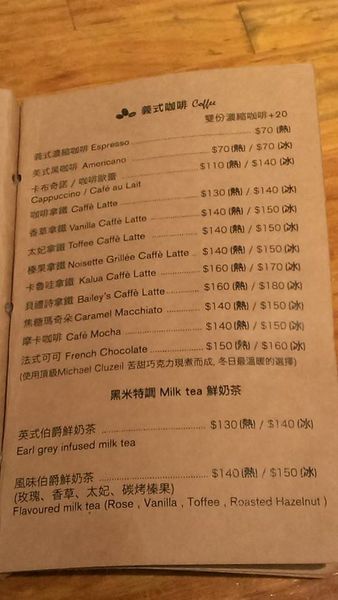 義式咖啡 Coffee
雙份濃縮咖啡+20
義式濃縮咖啡 Espresso $70 (熱)
美式黑咖啡 Americano $70 (熱) / $70 (冰)
卡布奇諾 / 咖啡歐蕾 $110 (熱) / $140 (冰)
Cappuccino / Café au Lait
咖啡拿鐵 Caffè Latte $130 (熱) / $140 (冰)
香草拿鐵 Vanilla Caffè Latte $140 (熱) / $150 (冰)
太妃拿鐵 Toffee Caffè Latte $140 (熱) / $150 (冰)
榛果拿鐵 Noisette Grillée Caffè Latte $140 (熱) / $150 (冰)
卡魯哇拿鐵 Kalua Caffè Latte $160 (熱) / $170 (冰)
貝禮詩拿鐵 Bailey's Caffè Latte $160 (熱) / $180 (冰)
焦糖瑪奇朵 Caramel Macchiato $140 (熱) / $150 (冰)
摩卡咖啡 Cafè Mocha $140 (熱) / $150 (冰)
法式可可 French Chocolate $150 (熱) / $160 (冰)
(使用頂級Michael Cluzeil 苦甜巧克力現煮而成, 冬日最溫暖的選擇)
黑米特調 Milk tea 鮮奶茶
英式伯爵鮮奶茶 $130 (熱) / $140 (冰)
Earl grey infused milk tea
風味伯爵鮮奶茶 $140 (熱) / $150 (冰)
(玫瑰、香草、太妃、碳烤榛果)
Flavoured milk tea (Rose , Vanilla , Toffee , Roasted Hazelnut )